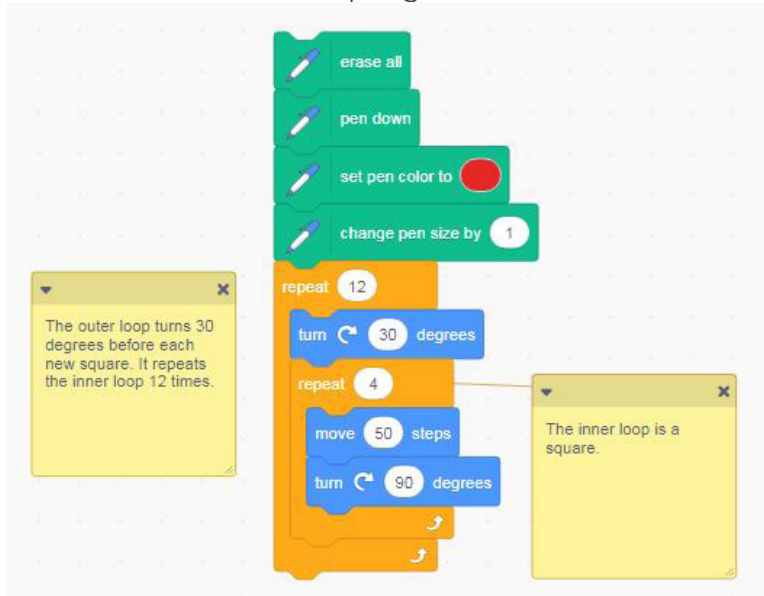 erase all
pen down
set pen color to
change pen size by 1
repeat 12
The outer loop turns 30
degrees before each
new square. It repeats
the inner loop 12 times.
turn 30 degrees
repeat 4
move 50 steps
turn 90 degrees
The inner loop is a
square.